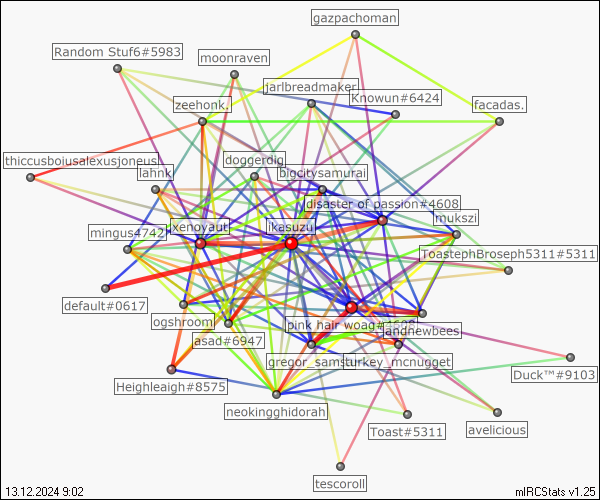 gazpachoman
Random Stuf6#5983
moonraven
jarlbreadmaker
Knowun#6424
zeehonk.
facadas.
thiccusboiusalexusjoneus
doggerdig
lahnk
bigcitysamurai
disaster of passion#4608
mukszi
xenoyaut
ikasuzu
mingus4742
ToastephBroseph5311#5311
default#0617
ogshroom
pink hair woag#4688
andnewbees
asad#6947
gregor_samsa
turkey_mcnugget
Heighleaigh#8575
Duck™#9103
neokingghidorah
Toast#5311
avelicious
tescoroll
13.12.2024 9:02
mIRCStats v1.25